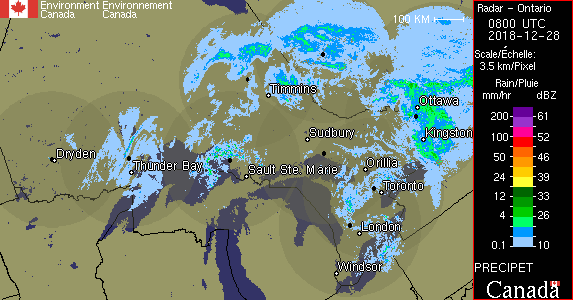 Environment Environnement
Canada Canada
100 KM
Timmins
Ottawa
Sudbury
Kingston
Dryden
Thunder Bay
Sault Ste. Marie
Orillia
Toronto
London
Windsor
Radar - Ontario
0800 UTC
2018-12-28
Scale/Échelle:
3.5 km/Pixel
Rain/Pluie
mm/hr dBZ
200 61
100 52
50 46
24 39
12 33
4 26
0.1 10
PRECIPET
Canada